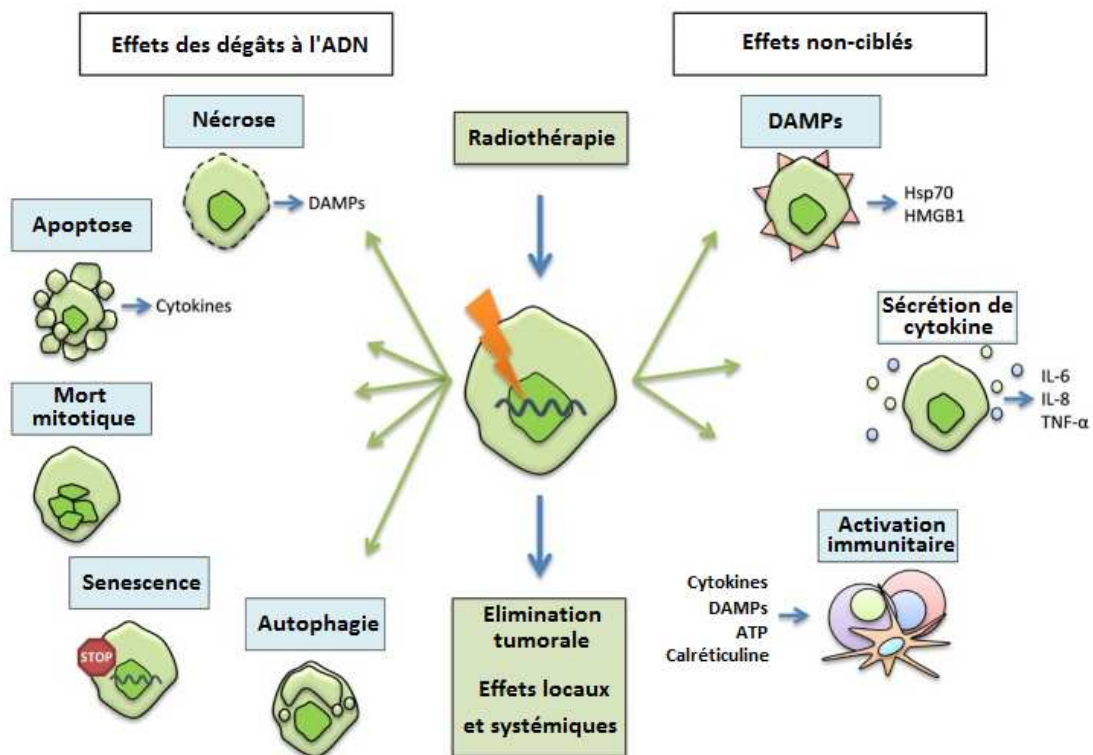 Effets des dégâts à l'ADN
Effets non-ciblés
Nécrose
DAMPs
Radiothérapie
DAMPs
Hsp70
HMGB1
Apoptose
Cytokines
Sécrétion de
cytokine
IL-6
IL-8
TNF-α
Mort
mitotique
Senescence
STOP
Autophagie
Elimination
tumorale
Effets locaux
et systémiques
Activation
immunitaire
Cytokines
DAMPs
ATP
Calréticuline